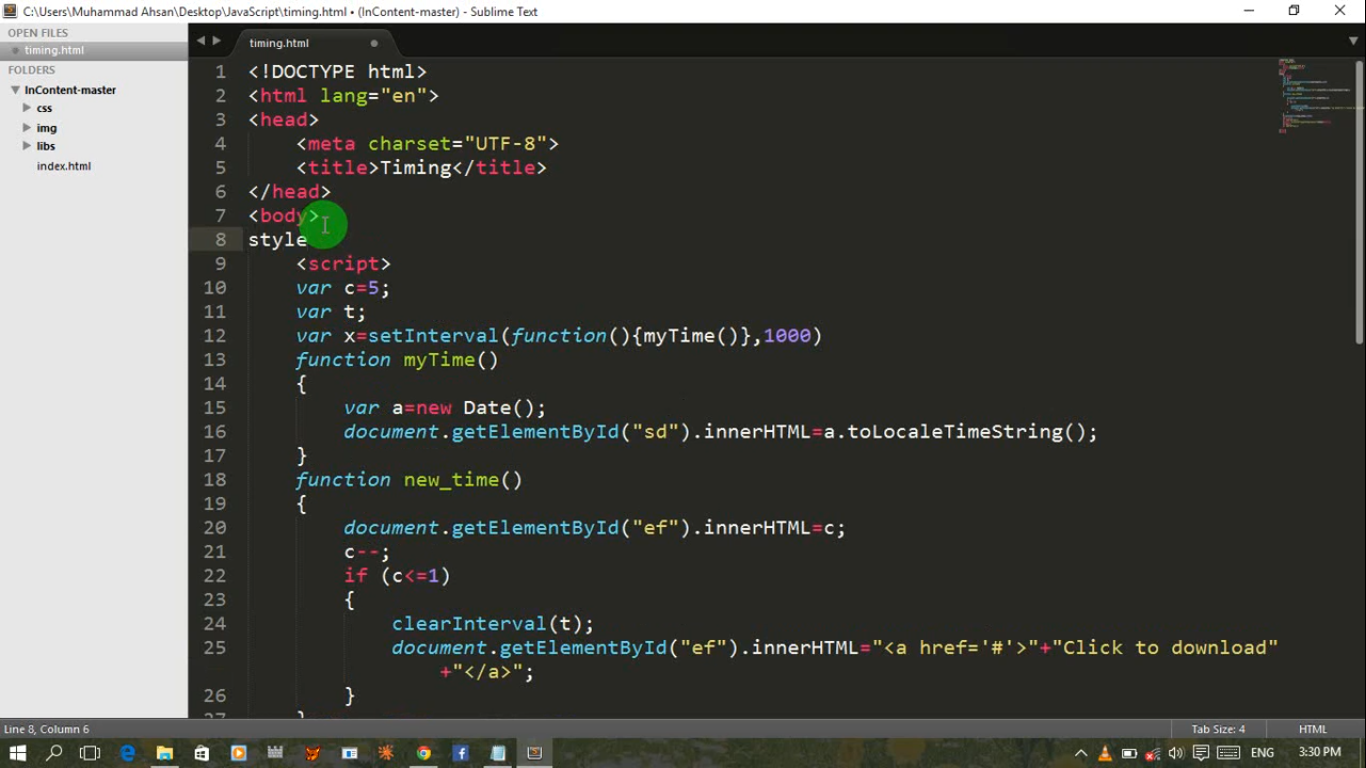 C:\Users\Muhammad Ahsan\Desktop\JavaScript\timing.html • (InContent-master) - Sublime Text
OPEN FILES
timing.html
FOLDERS
InContent-master
css
img
libs
index.html
timing.html
1 <!DOCTYPE html>
2 <html lang="en">
3 <head>
4 <meta charset="UTF-8">
5 <title>Timing</title>
6 </head>
7 <body>
8 style
9 <script>
10 var c=5;
11 var t;
12 var x=setInterval(function(){myTime()},1000)
13 function myTime()
14 {
15 var a=new Date();
16 document.getElementById("sd").innerHTML=a.toLocaleTimeString();
17 }
18 function new_time()
19 {
20 document.getElementById("ef").innerHTML=c;
21 c--;
22 if (c<=1)
23 {
24 clearInterval(t);
25 document.getElementById("ef").innerHTML="<a href='#'>"+"Click to download"
+"</a>";
26 }
Line 8, Column 6
Tab Size: 4
HTML
ENG
3:30 PM